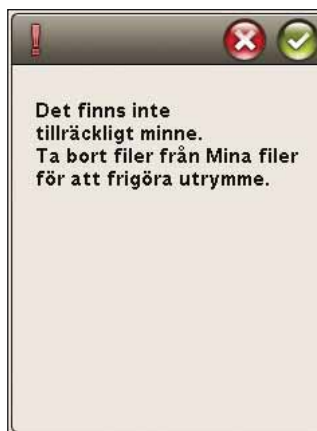 Det finns inte
tillräckligt minne.
Ta bort filer från Mina filer
för att frigöra utrymme.